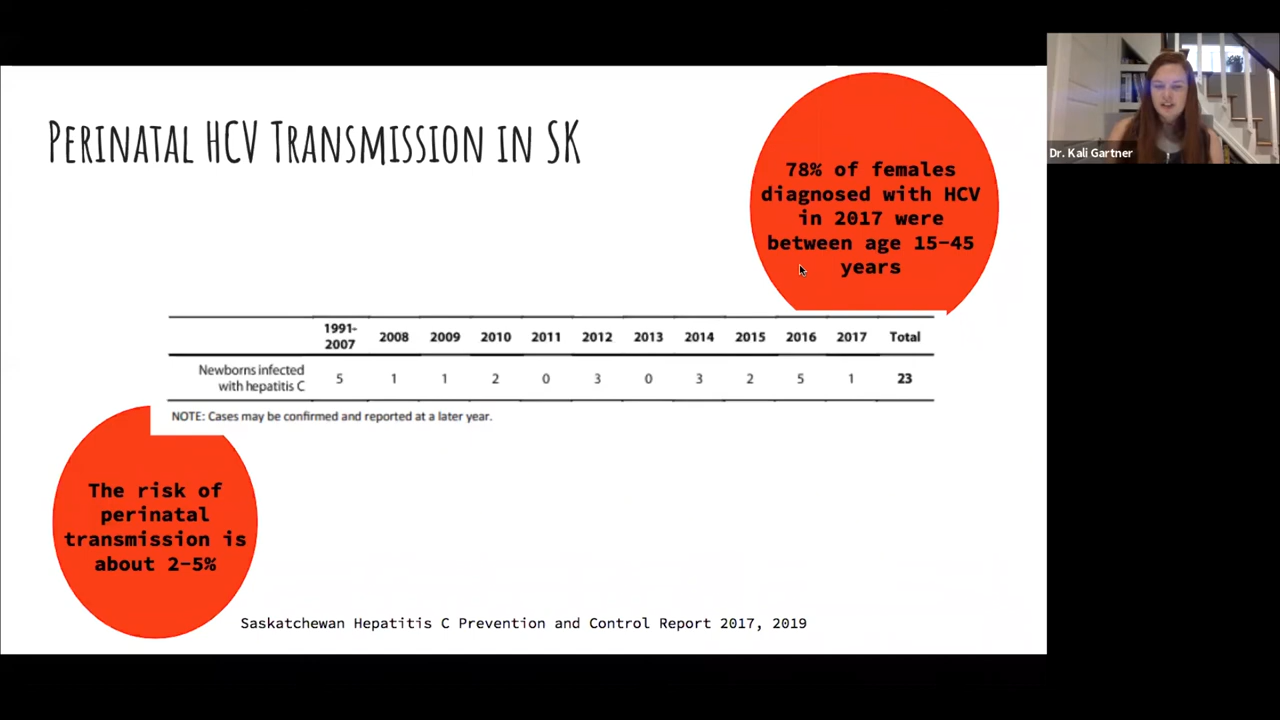 Perinatal HCV Transmission in SK
78% of females
diagnosed with HCV
in 2017 were
between age 15-45
years
Dr. Kali Gartner
1991-
2007 2008 2009 2010 2011 2012 2013 2014 2015 2016 2017 Total
Newborns infected
with hepatitis C 5 1 1 2 0 3 0 3 2 5 1 23
NOTE: Cases may be confirmed and reported at a later year.
The risk of
perinatal
transmission is
about 2-5%
Saskatchewan Hepatitis C Prevention and Control Report 2017, 2019